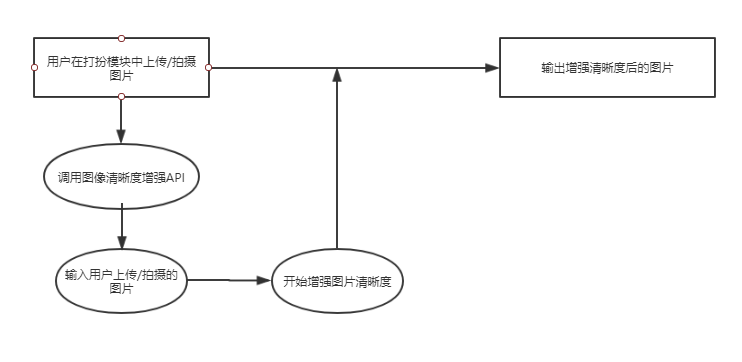 用户在打扮模块中上传/拍摄
图片
输出增强清晰度后的图片
调用图像清晰度增强API
输入用户上传/拍摄的
图片
开始增强图片清晰度